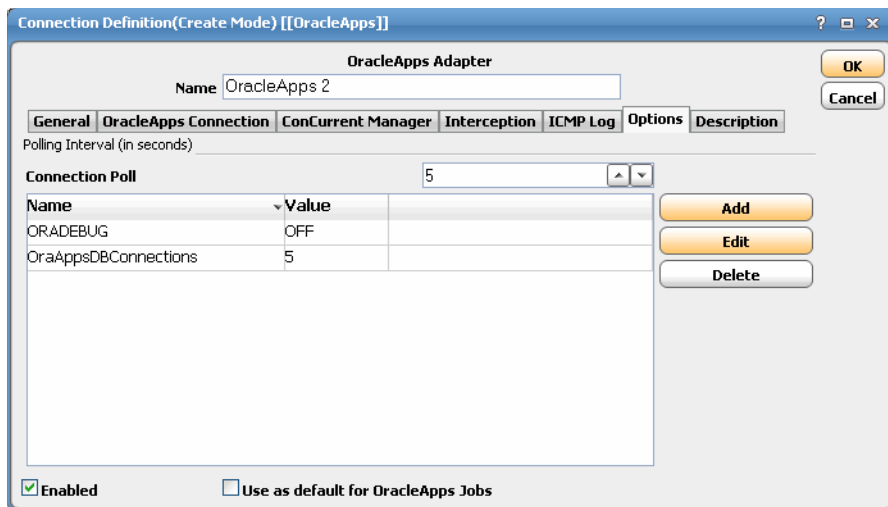 Connection Definition(Create Mode) [[OracleApps]]
OracleApps Adapter
OK
Name OracleApps 2
Cancel
General OracleApps Connection ConCurrent Manager Interception ICMP Log Options Description
Polling Interval (in seconds)
Connection Poll 5
Name Value
Add
ORADEBUG OFF
Edit
OraAppsDBConnections 5
Delete
Enabled Use as default for OracleApps Jobs